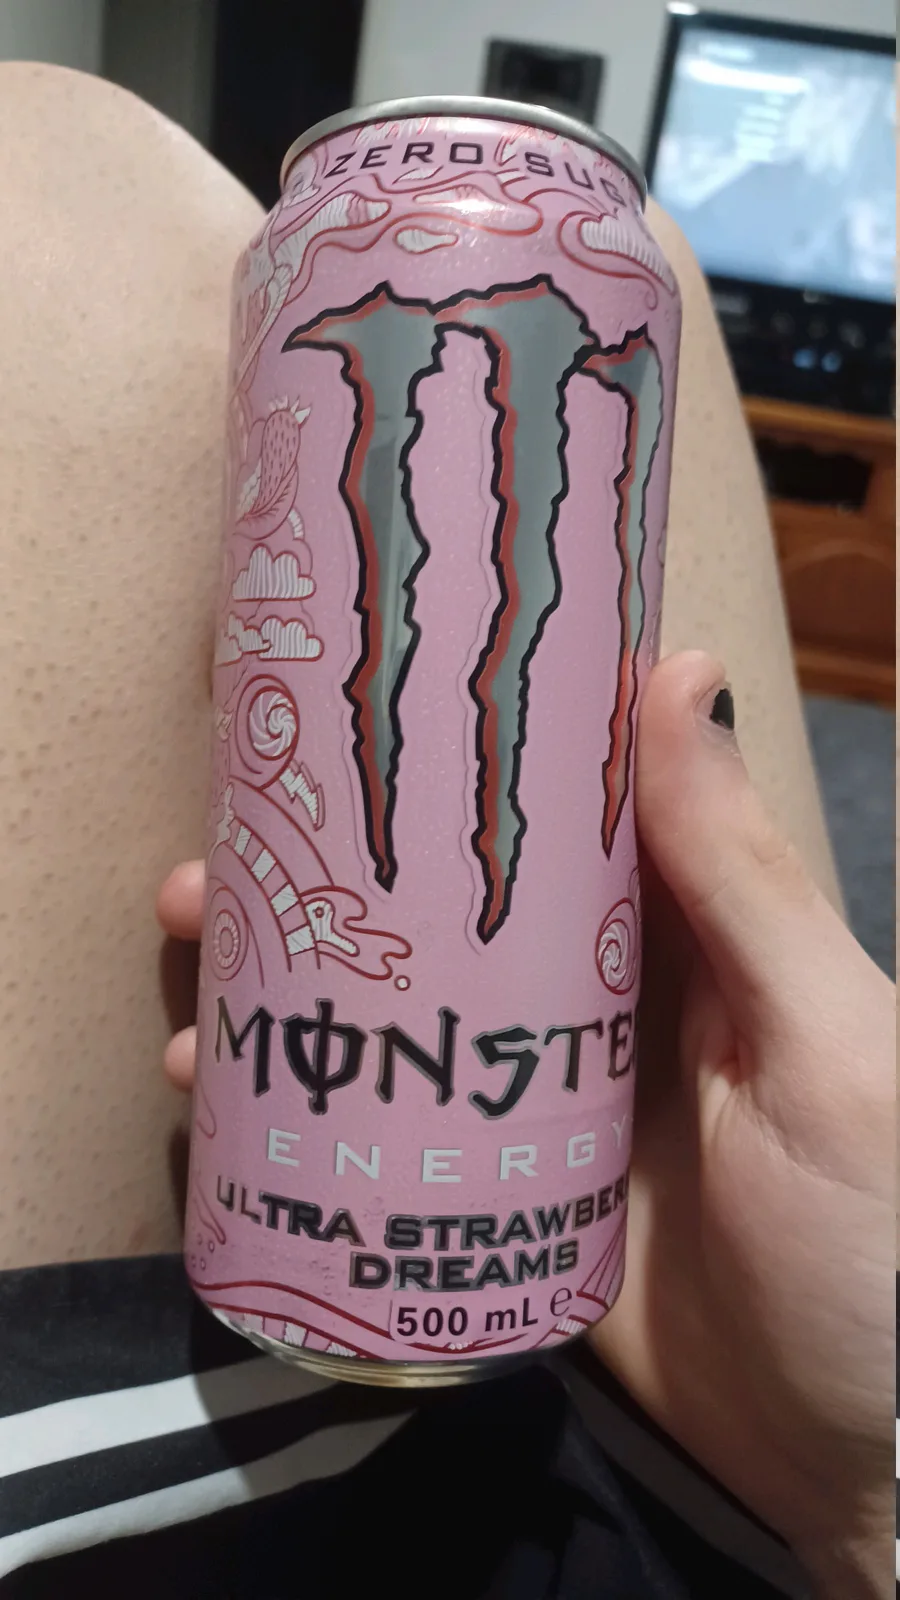 ZERO SUG
MONSTE
ENERGY
ULTRA STRAWBER
DREAMS
500 mL ℮